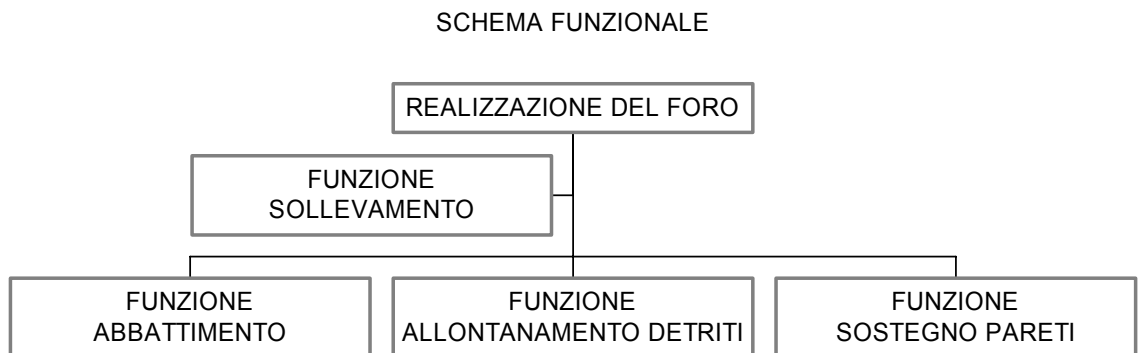 SCHEMA FUNZIONALE
REALIZZAZIONE DEL FORO
FUNZIONE
SOLLEVAMENTO
FUNZIONE
ABBATTIMENTO
FUNZIONE
ALLONTANAMENTO DETRITI
FUNZIONE
SOSTEGNO PARETI